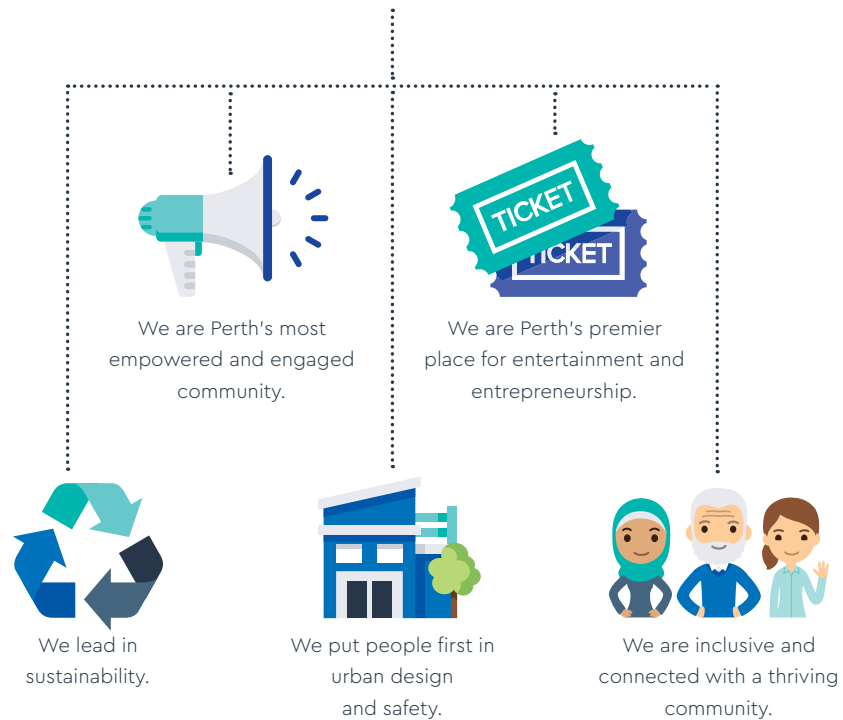 TICKET
TICKET
We are Perth's most
empowered and engaged
community.
We are Perth's premier
place for entertainment and
entrepreneurship.
We lead in
sustainability.
We put people first in
urban design
and safety.
We are inclusive and
connected with a thriving
community.